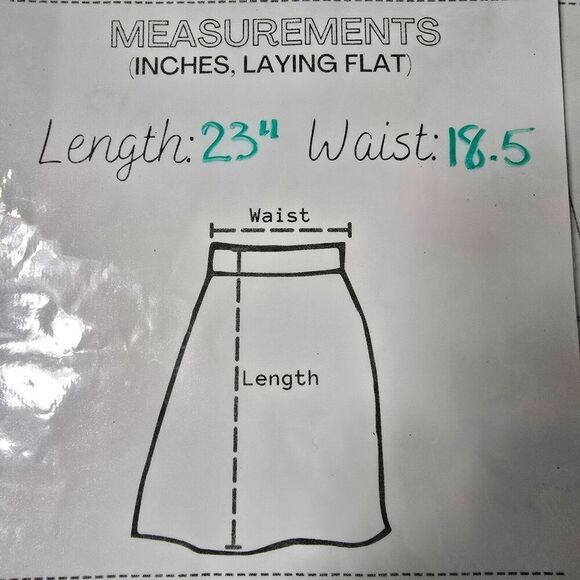 MEASUREMENTS
(INCHES, LAYING FLAT)
Length: 23" Waist: 18.5
Waist
Length